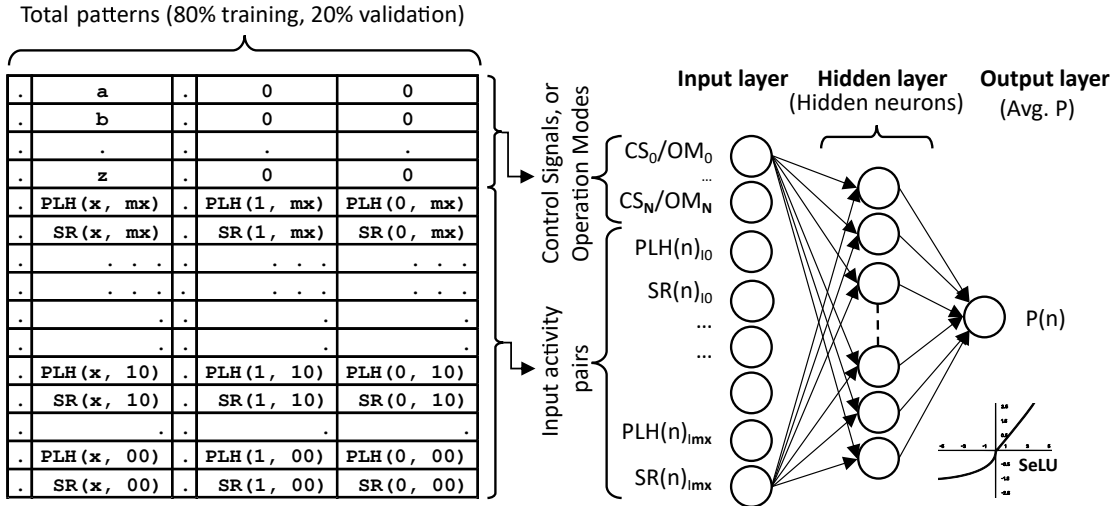 Total patterns (80% training, 20% validation)
. a . 0 0
. b . 0 0
. . . . .
. z . 0 0
. PLH(x, mx) . PLH(1, mx) PLH(0, mx)
. SR(x, mx) . SR(1, mx) SR(0, mx)
. . . . . . . . . . .
. . . . . . . . . . .
. . . . .
. . . . .
. PLH(x, 10) . PLH(1, 10) PLH(0, 10)
. SR(x, 10) . SR(1, 10) SR(0, 10)
. . . . .
. PLH(x, 00) . PLH(1, 00) PLH(0, 00)
. SR(x, 00) . SR(1, 00) SR(0, 00)
Control Signals, or
Operation Modes
Input activity
pairs
Input layer
Hidden layer
(Hidden neurons)
Output layer
(Avg. P)
CS0/OM0
...
CSN/OMN
PLH(n)I0
SR(n)I0
...
...
PLH(n)Imx
SR(n)Imx
P(n)
SeLU